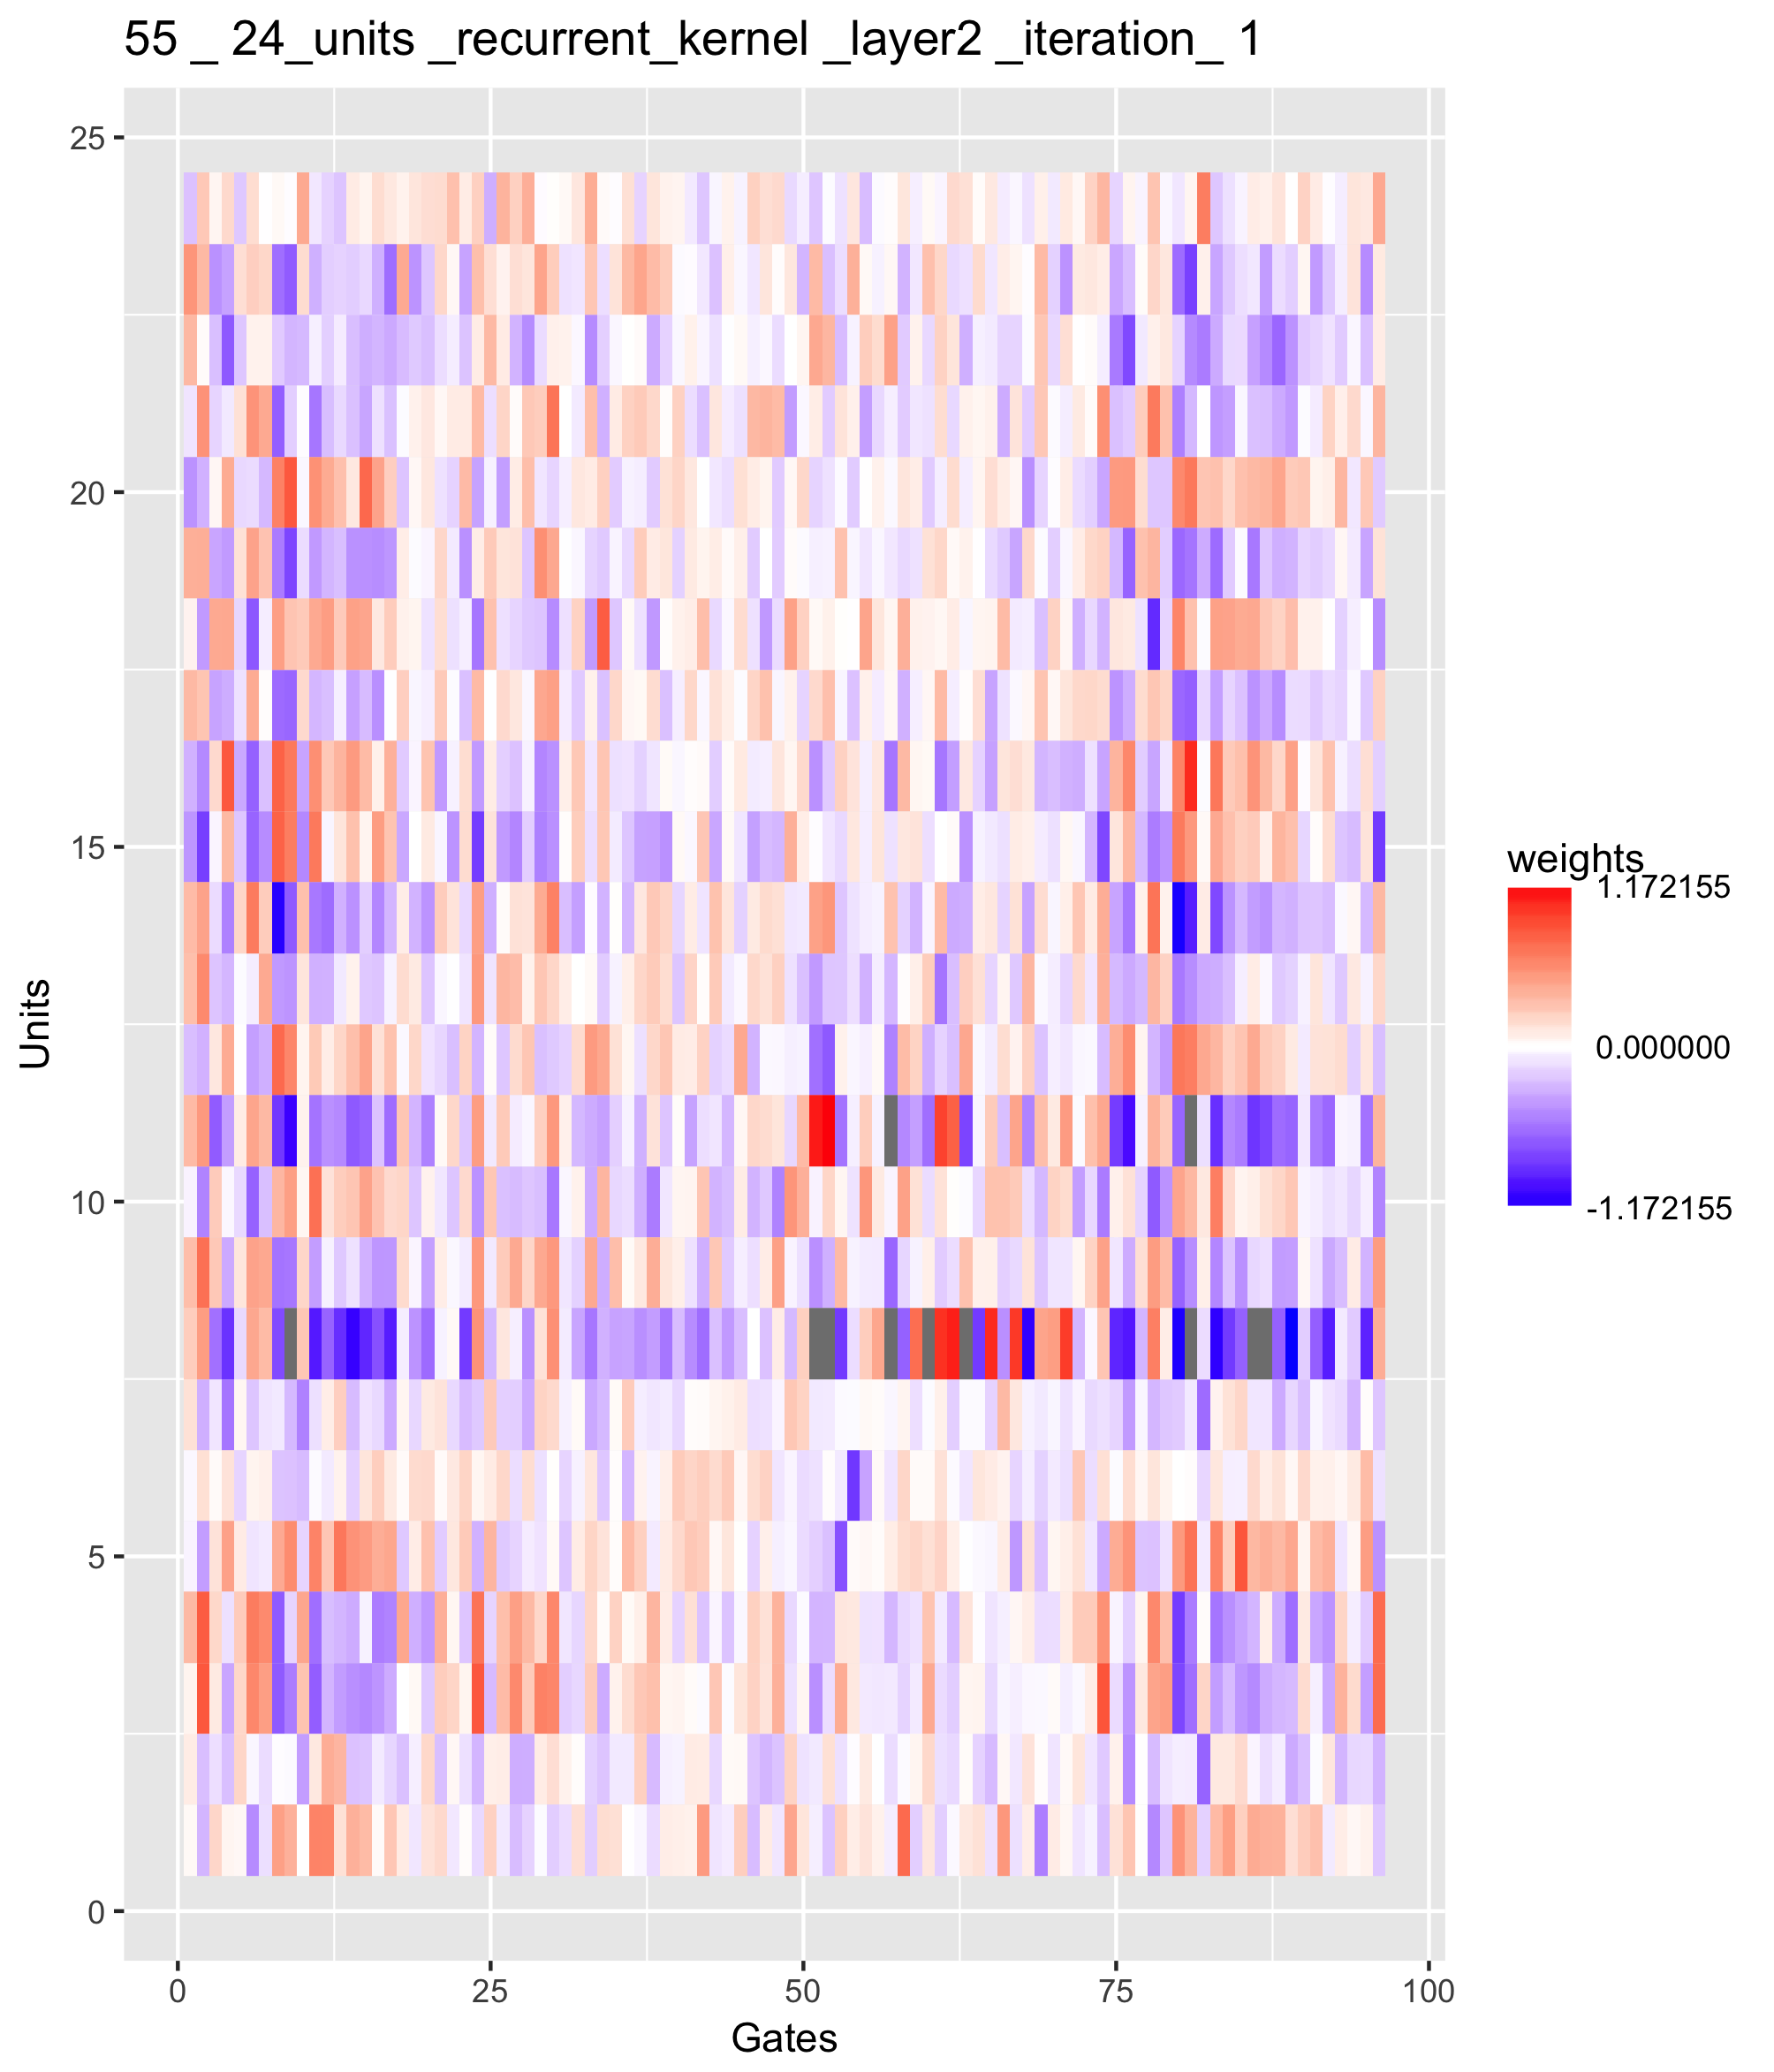 55 _ 24_units _recurrent_kernel _layer2 _iteration_ 1
Units
25
20
15
10
5
0
0 25 50 75 100
Gates
weights
1.172155
0.000000
-1.172155